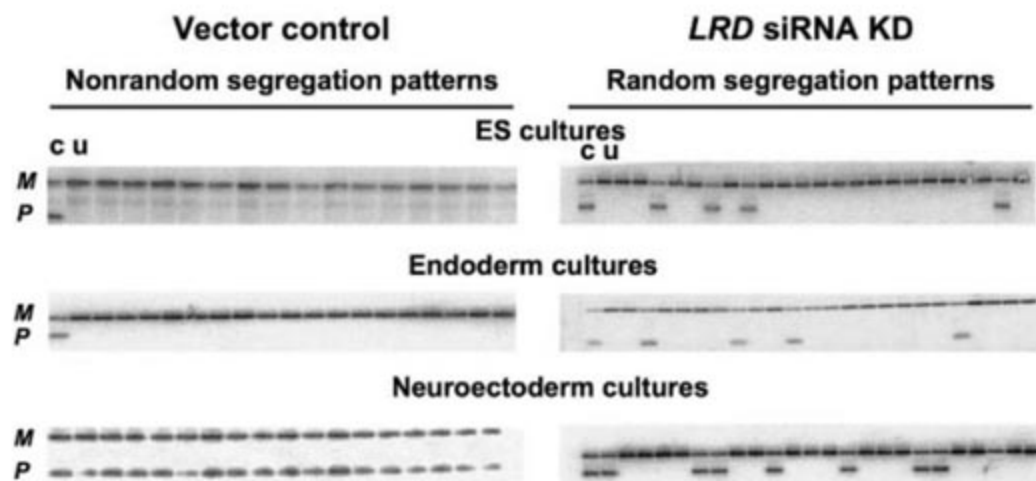 Vector control LRD siRNA KD
Nonrandom segregation patterns Random segregation patterns
ES cultures
c u c u
M
P
Endoderm cultures
M
P
Neuroectoderm cultures
M
P